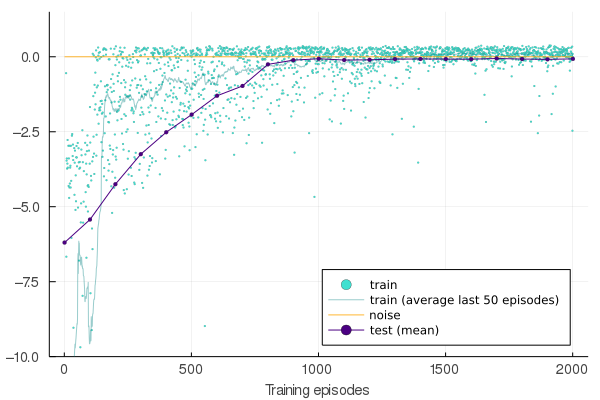 0.0
−2.5
−5.0
−7.5
−10.0
train
train (average last 50 episodes)
noise
test (mean)
0 500 1000 1500 2000
Training episodes